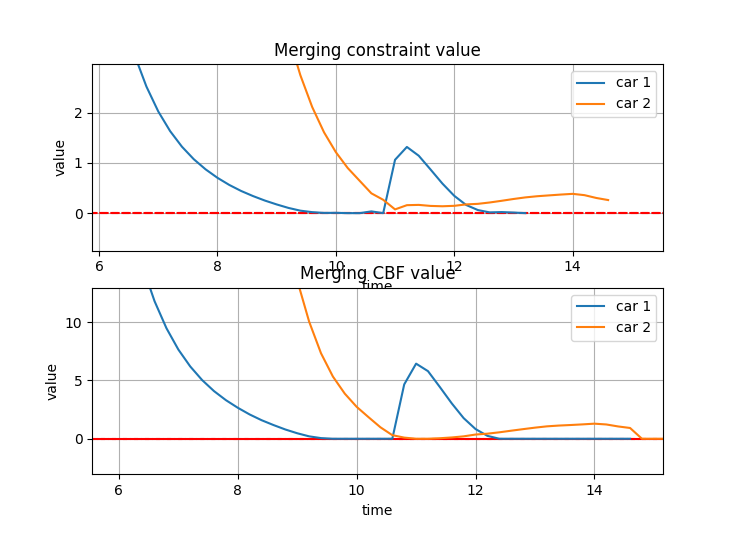 Merging constraint value
value
2
1
0
car 1
car 2
6
8
10
12
14
time
Merging CBF value
value
10
5
0
car 1
car 2
6
8
10
12
14
time